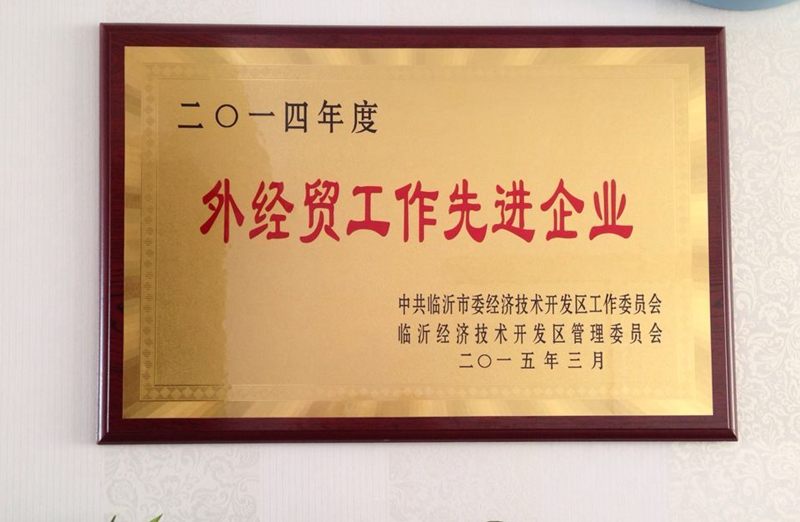 二〇一四年度
外经贸工作先进企业
中共临沂市委经济技术开发区工作委员会
临沂经济技术开发区管理委员会
二〇一五年三月